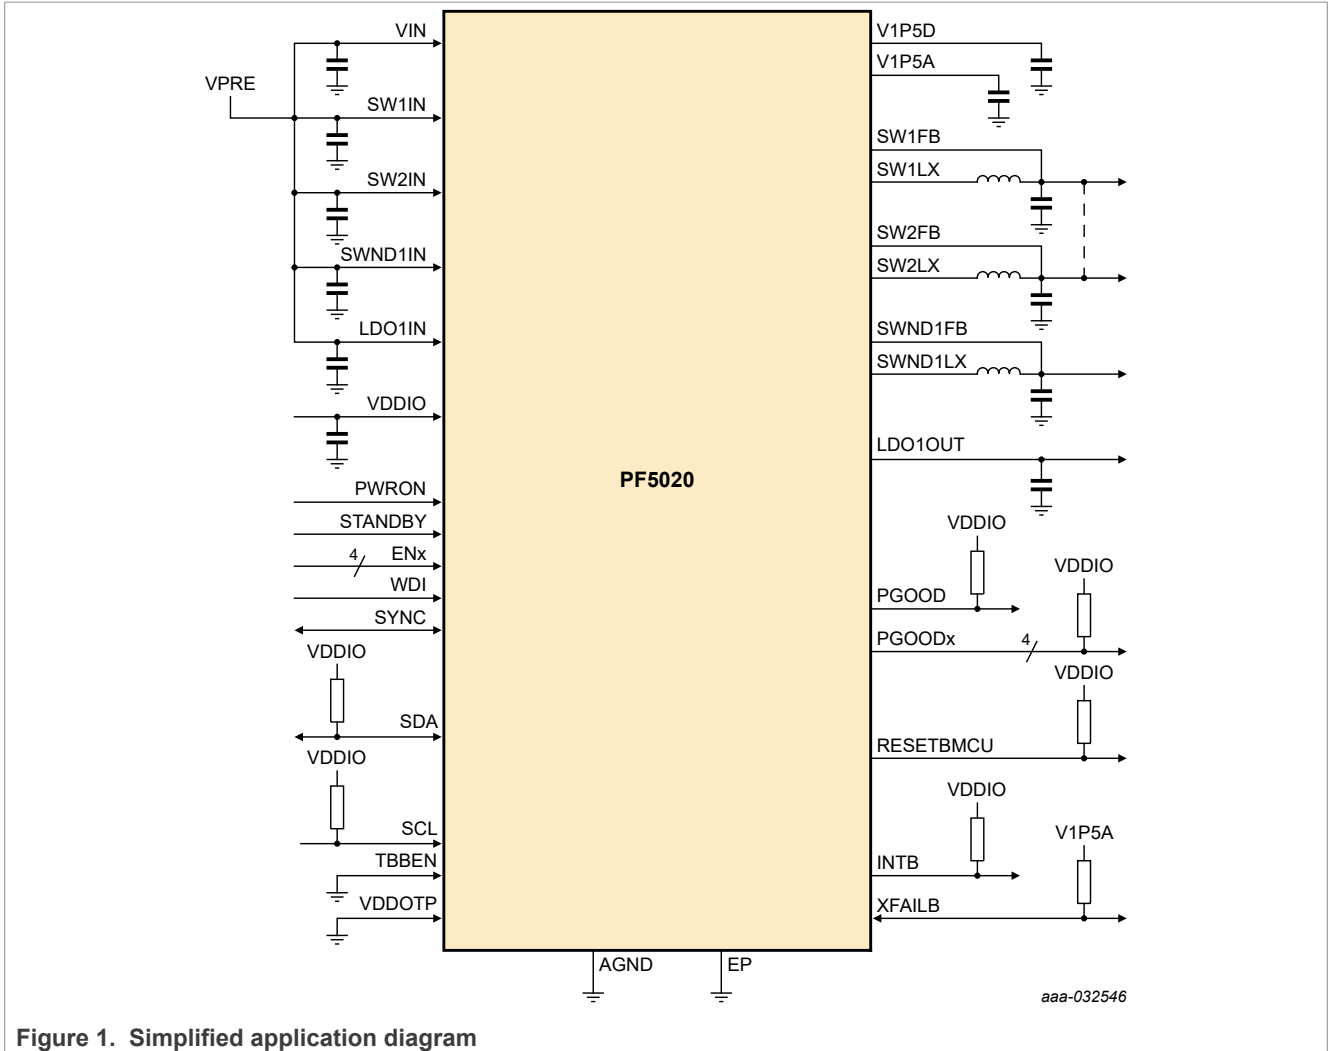 VIN
VPRE
SW1IN
SW2IN
SWND1IN
LDO1IN
VDDIO
PWRON
STANDBY
4 ENx
WDI
SYNC
VDDIO
SDA
VDDIO
SCL
TBBEN
VDDOTP
PF5020
V1P5D
V1P5A
SW1FB
SW1LX
SW2FB
SW2LX
SWND1FB
SWND1LX
LDO1OUT
VDDIO
PGOOD
VDDIO
PGOODx 4
VDDIO
RESETBMCU
VDDIO
INTB
V1P5A
XFAILB
AGND
EP
aaa-032546
Figure 1. Simplified application diagram